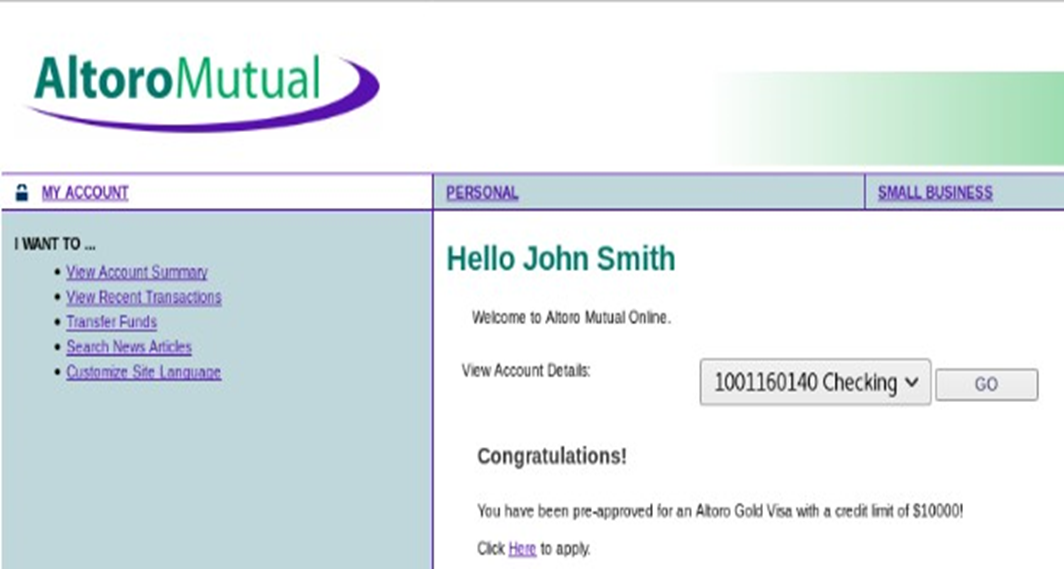 AltoroMutual
MY ACCOUNT
PERSONAL
SMALL BUSINESS
I WANT TO ...
• View Account Summary
• View Recent Transactions
• Transfer Funds
• Search News Articles
• Customize Site Language
Hello John Smith
Welcome to Altoro Mutual Online.
View Account Details: 1001160140 Checking GO
Congratulations!
You have been pre-approved for an Altoro Gold Visa with a credit limit of $10000!
Click Here to apply.